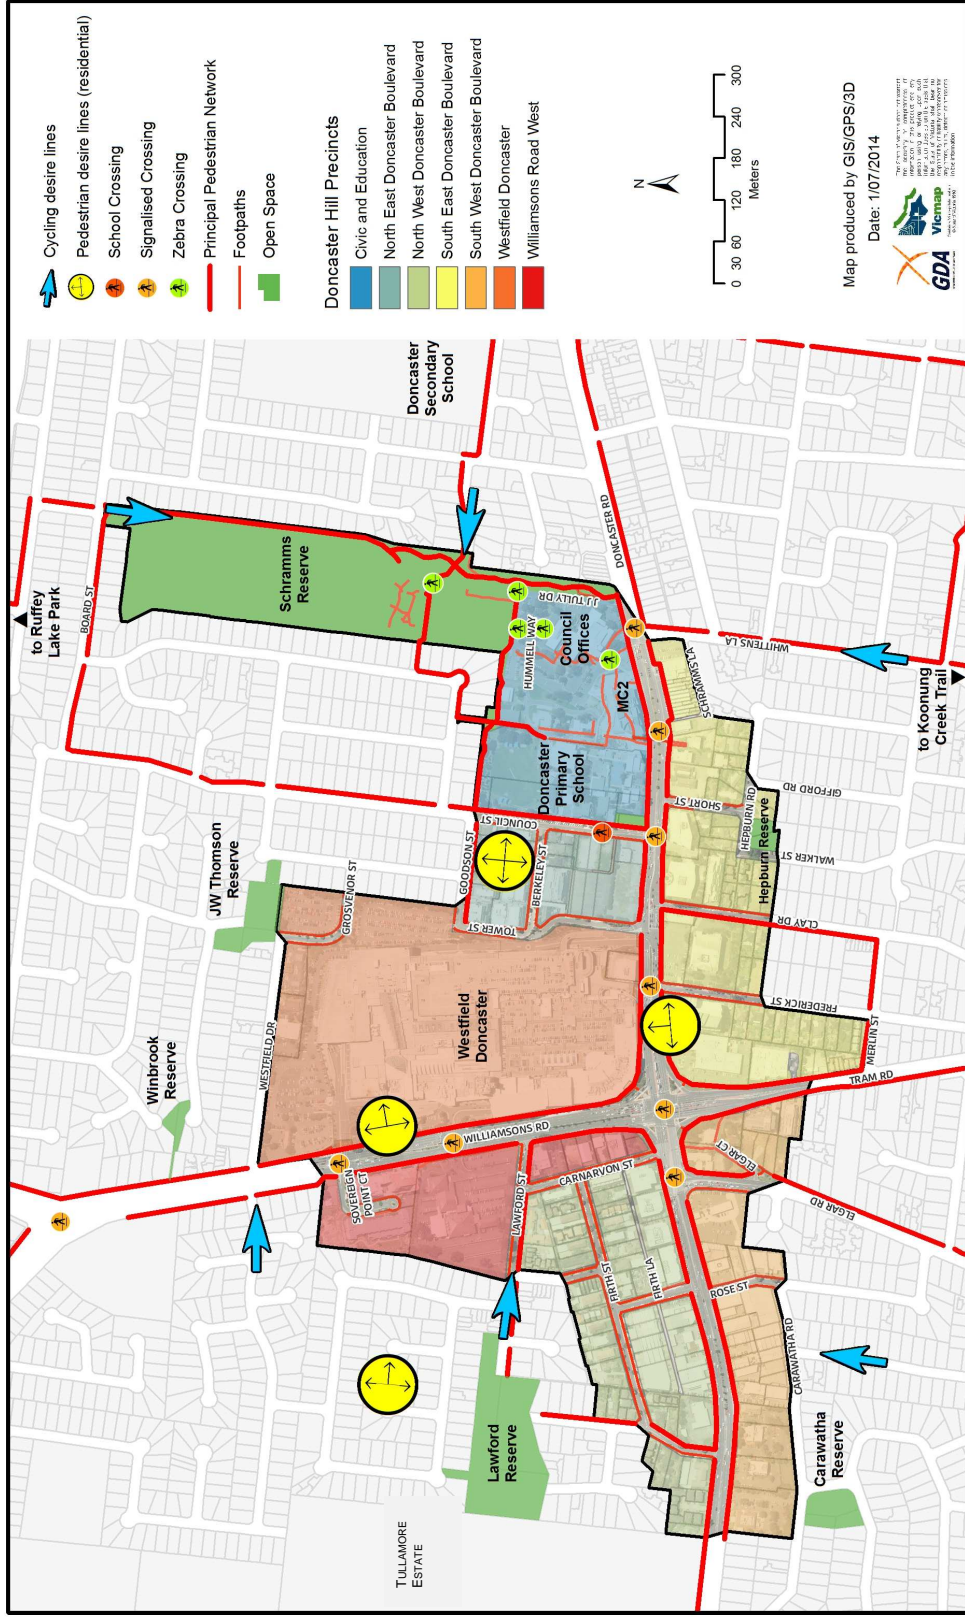 Cycling desire lines
Pedestrian desire lines (residential)
School Crossing
Signalised Crossing
Zebra Crossing
Principal Pedestrian Network
Footpaths
Open Space
Doncaster Hill Precincts
Civic and Education
North East Doncaster Boulevard
North West Doncaster Boulevard
South East Doncaster Boulevard
South West Doncaster Boulevard
Westfield Doncaster
Williamsons Road West
N
0 30 60 120 180 240 300
Meters
Map produced by GIS/GPS/3D
Date: 1/07/2014
GDA
Vicmap
to Ruffey
Lake Park
BOARD ST
Schramms
Reserve
Doncaster
Secondary
School
JW Thomson
Reserve
GROSVENOR ST
Winbrook
Reserve
WESTFIELD DR
GOODSON ST
COUNCIL ST
BERKELEY ST
TOWER ST
HUMMELL WAY
J J TULLY DR
Council
Offices
MC2
Doncaster
Primary
School
DONCASTER RD
Westfield
Doncaster
WILLIAMSONS RD
SOVEREIGN
POINT CT
LAWFORD ST
CARNARVON ST
FIRTH ST
FIRTH LA
Lawford
Reserve
TULLAMORE
ESTATE
WHITTENS LA
SCHRAMMS LA
to Koonung
Creek Trail
SHORT ST
HEPBURN RD
GIFFORD RD
Hepburn Reserve
WALKER ST
CLAY DR
FREDERICK ST
MERLIN ST
TRAM RD
ELGAR CT
ELGAR RD
ROSE ST
CARAWATHA RD
Carawatha
Reserve